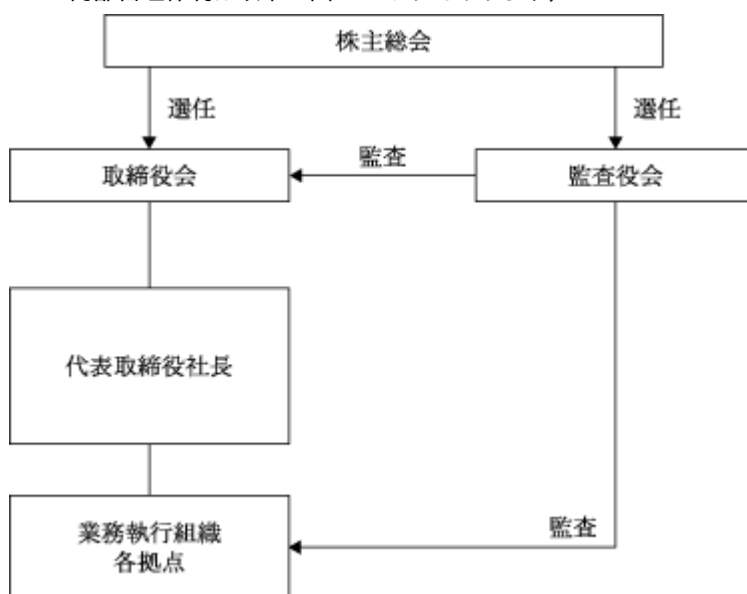 株主総会
選任
選任
取締役会
監査
監査役会
代表取締役社長
監査
業務執行組織
各拠点